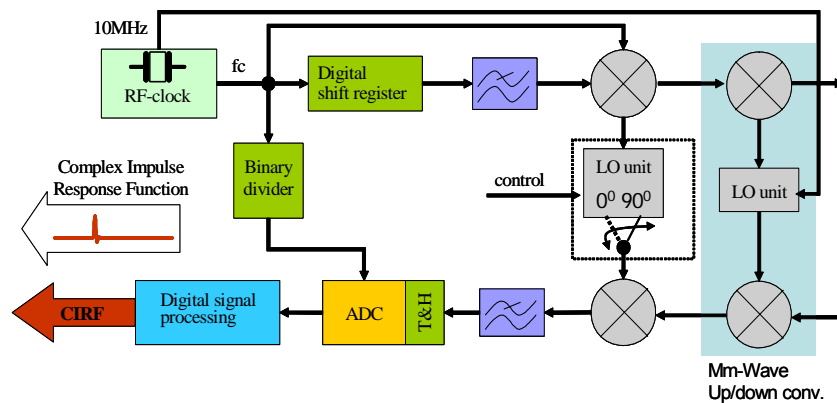 10MHz
RF-clock
fc
Digital
shift register
Binary
divider
Complex Impulse
Response Function
control
LO unit
0⁰ 90⁰
LO unit
CIRF
Digital signal
processing
ADC
T&H
Mm-Wave
Up/down conv.